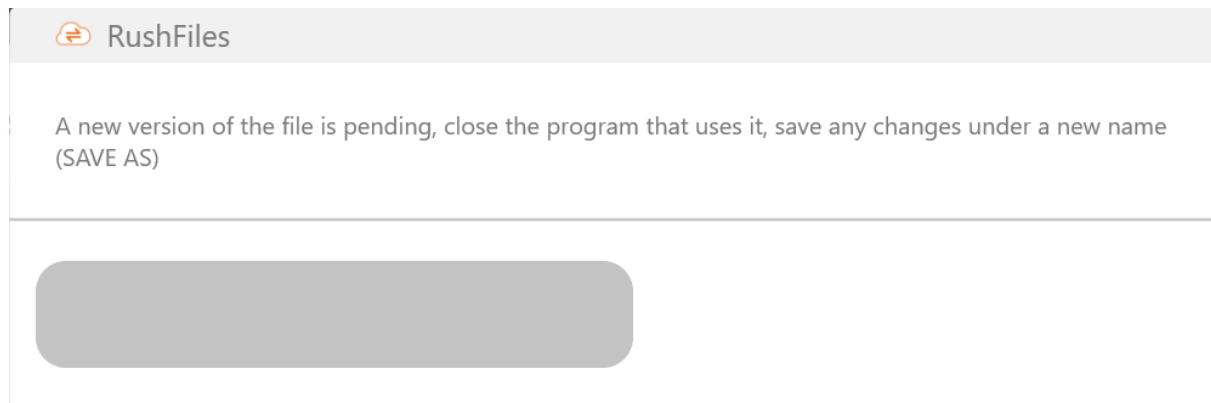 RushFiles
A new version of the file is pending, close the program that uses it, save any changes under a new name
(SAVE AS)